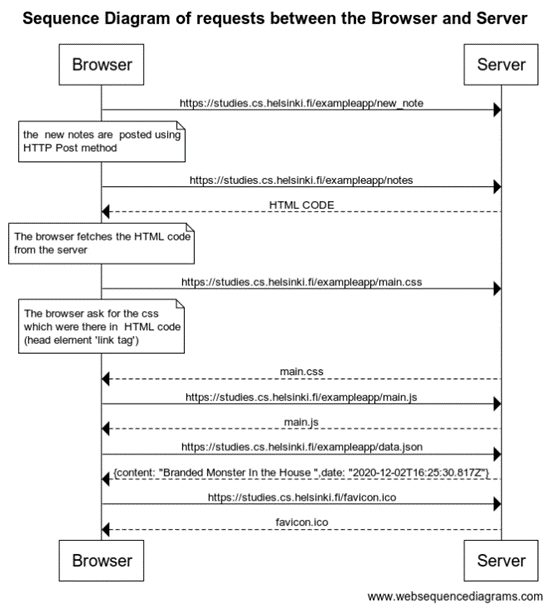 Sequence Diagram of requests between the Browser and Server
Browser
Server
https://studies.cs.helsinki.fi/exampleapp/new_note
the new notes are posted using
HTTP Post method
https://studies.cs.helsinki.fi/exampleapp/notes
HTML CODE
The browser fetches the HTML code
from the server
https://studies.cs.helsinki.fi/exampleapp/main.css
The browser ask for the css
which were there in HTML code
(head element 'link tag')
main.css
https://studies.cs.helsinki.fi/exampleapp/main.js
main.js
https://studies.cs.helsinki.fi/exampleapp/data.json
{content: "Branded Monster In the House ",date: "2020-12-02T16:25:30.817Z"}
https://studies.cs.helsinki.fi/favicon.ico
favicon.ico
Browser
Server
www.websequencediagrams.com